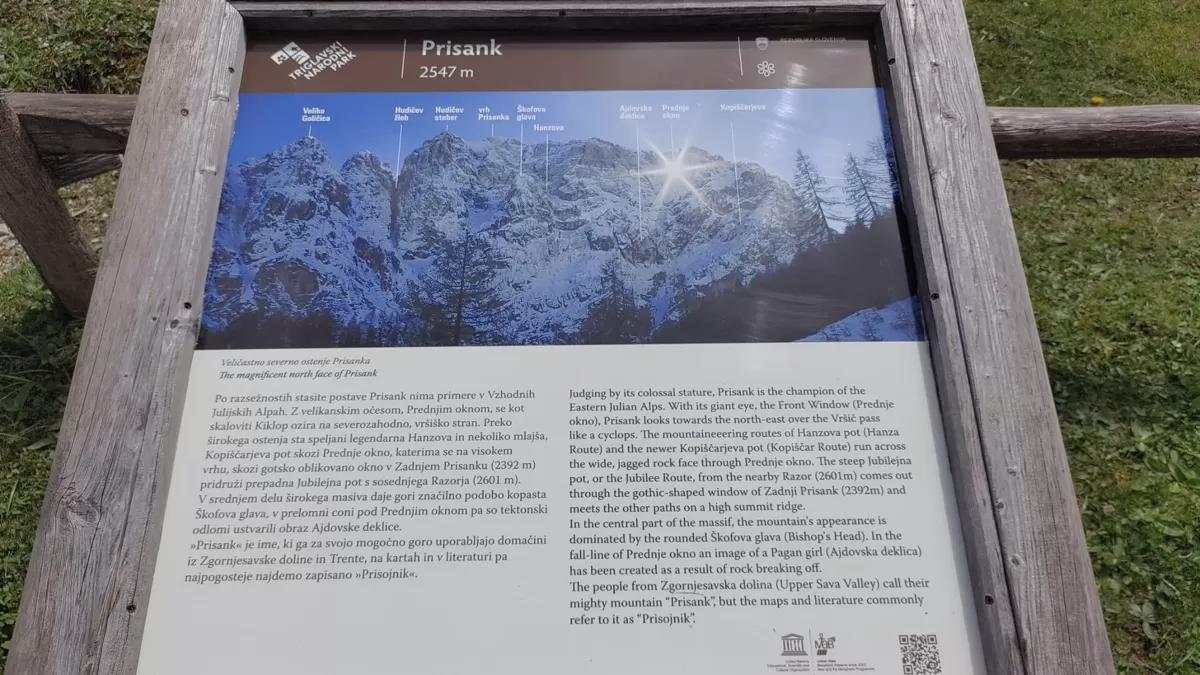 TRIGLAVSKI
NARODNI
PARK
Prisank
2547 m
REPUBLIKA SLOVENIJA
Velika
Goličica
Hudičev
žleb
Hudičev
steber
vrh
Prisanka
Škofova
glava
Hanzova
Ajdovska
deklica
Prednje
okno
Kopiščarjeva
Veličastno severno ostenje Prisanka
The magnificent north face of Prisank
Po razsežnostih stasite postave Prisank nima primere v Vzhodnih
Julijskih Alpah. Z velikanskim očesom, Prednjim oknom, se kot
skaloviti Kiklop ozira na severozahodno, vršiško stran. Preko
širokega ostenja sta speljani legendarna Hanzova in nekoliko mlajša,
Kopiščarjeva pot skozi Prednje okno, katerima se na visokem
vrhu, skozi gotsko oblikovano okno v Zadnjem Prisanku (2392 m)
pridruži prepadna Jubilejna pot s sosednjega Razorja (2601 m).
V srednjem delu širokega masiva daje gori značilno podobo kopasta
Škofova glava, v prelomni coni pod Prednjim oknom pa so tektonski
odlomi ustvarili obraz Ajdovske deklice.
»Prisank« je ime, ki ga za svojo mogočno goro uporabljajo domačini
iz Zgornjesavske doline in Trente, na kartah in v literaturi pa
najpogosteje najdemo zapisano »Prisojnik«.
Judging by its colossal stature, Prisank is the champion of the
Eastern Julian Alps. With its giant eye, the Front Window (Prednje
okno), Prisank looks towards the north-east over the Vršič pass
like a cyclops. The mountaineeering routes of Hanzova pot (Hanza
Route) and the newer Kopiščarjeva pot (Kopiščar Route) run across
the wide, jagged rock face through Prednje okno. The steep Jubilejna
pot, or the Jubilee Route, from the nearby Razor (2601m) comes out
through the gothic-shaped window of Zadnji Prisank (2392m) and
meets the other paths on a high summit ridge.
In the central part of the massif, the mountain's appearance is
dominated by the rounded Škofova glava (Bishop's Head). In the
fall-line of Prednje okno an image of a Pagan girl (Ajdovska deklica)
has been created as a result of rock breaking off.
The people from Zgornjesavska dolina (Upper Sava Valley) call their
mighty mountain "Prisank", but the maps and literature commonly
refer to it as "Prisojnik".
MaB
United Nations
Educational, Scientific and
Cultural Organization